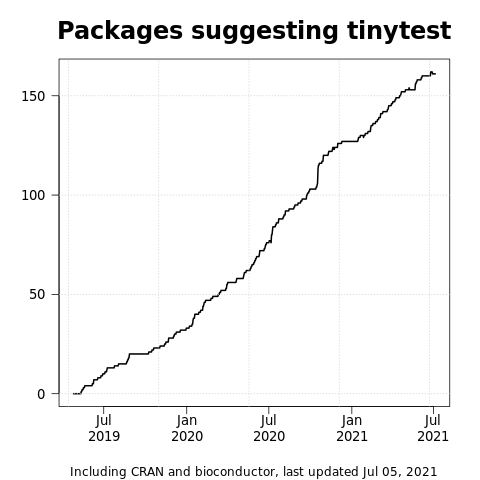 Packages suggesting tinytest
150
100
50
0
Jul Jan Jul Jan Jul
2019 2020 2020 2021 2021
Including CRAN and bioconductor, last updated Jul 05, 2021